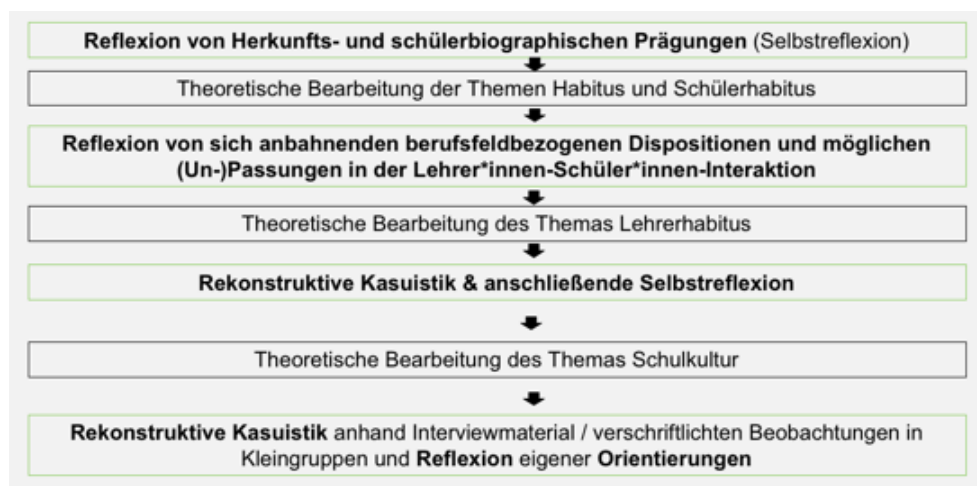 Reflexion von Herkunfts- und schülerbiographischen Prägungen (Selbstreflexion)
Theoretische Bearbeitung der Themen Habitus und Schülerhabitus
Reflexion von sich anbahnenden berufsfeldbezogenen Dispositionen und möglichen
(Un-)Passungen in der Lehrer*innen-Schüler*innen-Interaktion
Theoretische Bearbeitung des Themas Lehrerhabitus
Rekonstruktive Kasuistik & anschließende Selbstreflexion
Theoretische Bearbeitung des Themas Schulkultur
Rekonstruktive Kasuistik anhand Interviewmaterial / verschriftlichten Beobachtungen in
Kleingruppen und Reflexion eigener Orientierungen